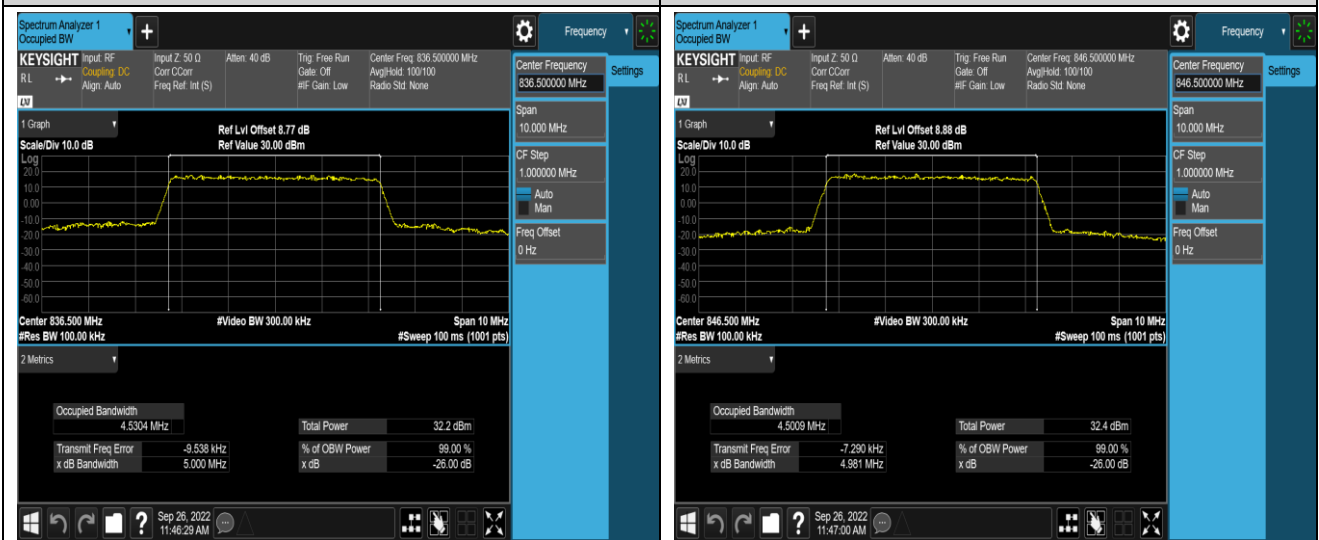 Spectrum Analyzer 1
Occupied BW
+
Frequency
KEYSIGHT
RL
LXI
Input: RF
Coupling: DC
Align: Auto
Input Z: 50 Ω
Corr CCorr
Freq Ref: Int (S)
Atten: 40 dB
Trig: Free Run
Gate: Off
#IF Gain: Low
Center Freq: 836.500000 MHz
Avg|Hold: 100/100
Radio Std: None
Center Frequency
836.500000 MHz
Settings
Span
10.000 MHz
CF Step
1.000000 MHz
Auto
Man
Freq Offset
0 Hz
1 Graph
Ref Lvl Offset 8.77 dB
Scale/Div 10.0 dB
Ref Value 30.00 dBm
Log
20.0
10.0
0.00
-10.0
-20.0
-30.0
-40.0
-50.0
-60.0
Center 836.500 MHz
#Video BW 300.00 kHz
Span 10 MHz
#Res BW 100.00 kHz
#Sweep 100 ms (1001 pts)
2 Metrics
Occupied Bandwidth
4.5304 MHz
Total Power 32.2 dBm
Transmit Freq Error -9.538 kHz
% of OBW Power 99.00 %
x dB Bandwidth 5.000 MHz
x dB -26.00 dB
?
Sep 26, 2022
11:46:29 AM
Spectrum Analyzer 1
Occupied BW
+
Frequency
KEYSIGHT
RL
LXI
Input: RF
Coupling: DC
Align: Auto
Input Z: 50 Ω
Corr CCorr
Freq Ref: Int (S)
Atten: 40 dB
Trig: Free Run
Gate: Off
#IF Gain: Low
Center Freq: 846.500000 MHz
Avg|Hold: 100/100
Radio Std: None
Center Frequency
846.500000 MHz
Settings
Span
10.000 MHz
CF Step
1.000000 MHz
Auto
Man
Freq Offset
0 Hz
1 Graph
Ref Lvl Offset 8.88 dB
Scale/Div 10.0 dB
Ref Value 30.00 dBm
Log
20.0
10.0
0.00
-10.0
-20.0
-30.0
-40.0
-50.0
-60.0
Center 846.500 MHz
#Video BW 300.00 kHz
Span 10 MHz
#Res BW 100.00 kHz
#Sweep 100 ms (1001 pts)
2 Metrics
Occupied Bandwidth
4.5009 MHz
Total Power 32.4 dBm
Transmit Freq Error -7.290 kHz
% of OBW Power 99.00 %
x dB Bandwidth 4.981 MHz
x dB -26.00 dB
?
Sep 26, 2022
11:47:00 AM